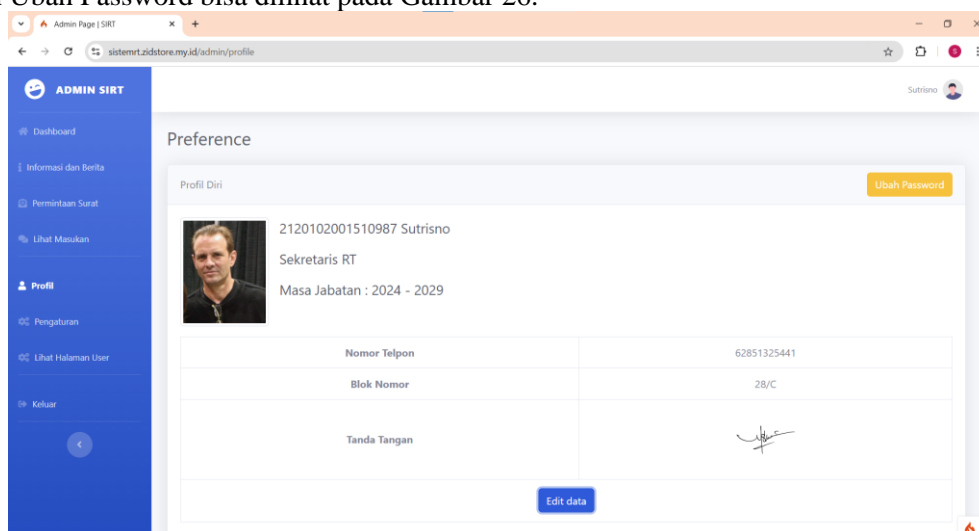 Ubah Password bisa dilihat pada Gambar 26.
Admin Page | SIRT
sistemrt.zidstore.my.id/admin/profile
S
ADMIN SIRT
Sutrisno
Dashboard
Informasi dan Berita
Permintaan Surat
Lihat Masukan
Profil
Pengaturan
Lihat Halaman User
Keluar
Preference
Profil Diri
Ubah Password
2120102001510987 Sutrisno
Sekretaris RT
Masa Jabatan : 2024 - 2029
Nomor Telpon 62851325441
Blok Nomor 28/C
Tanda Tangan
Edit data